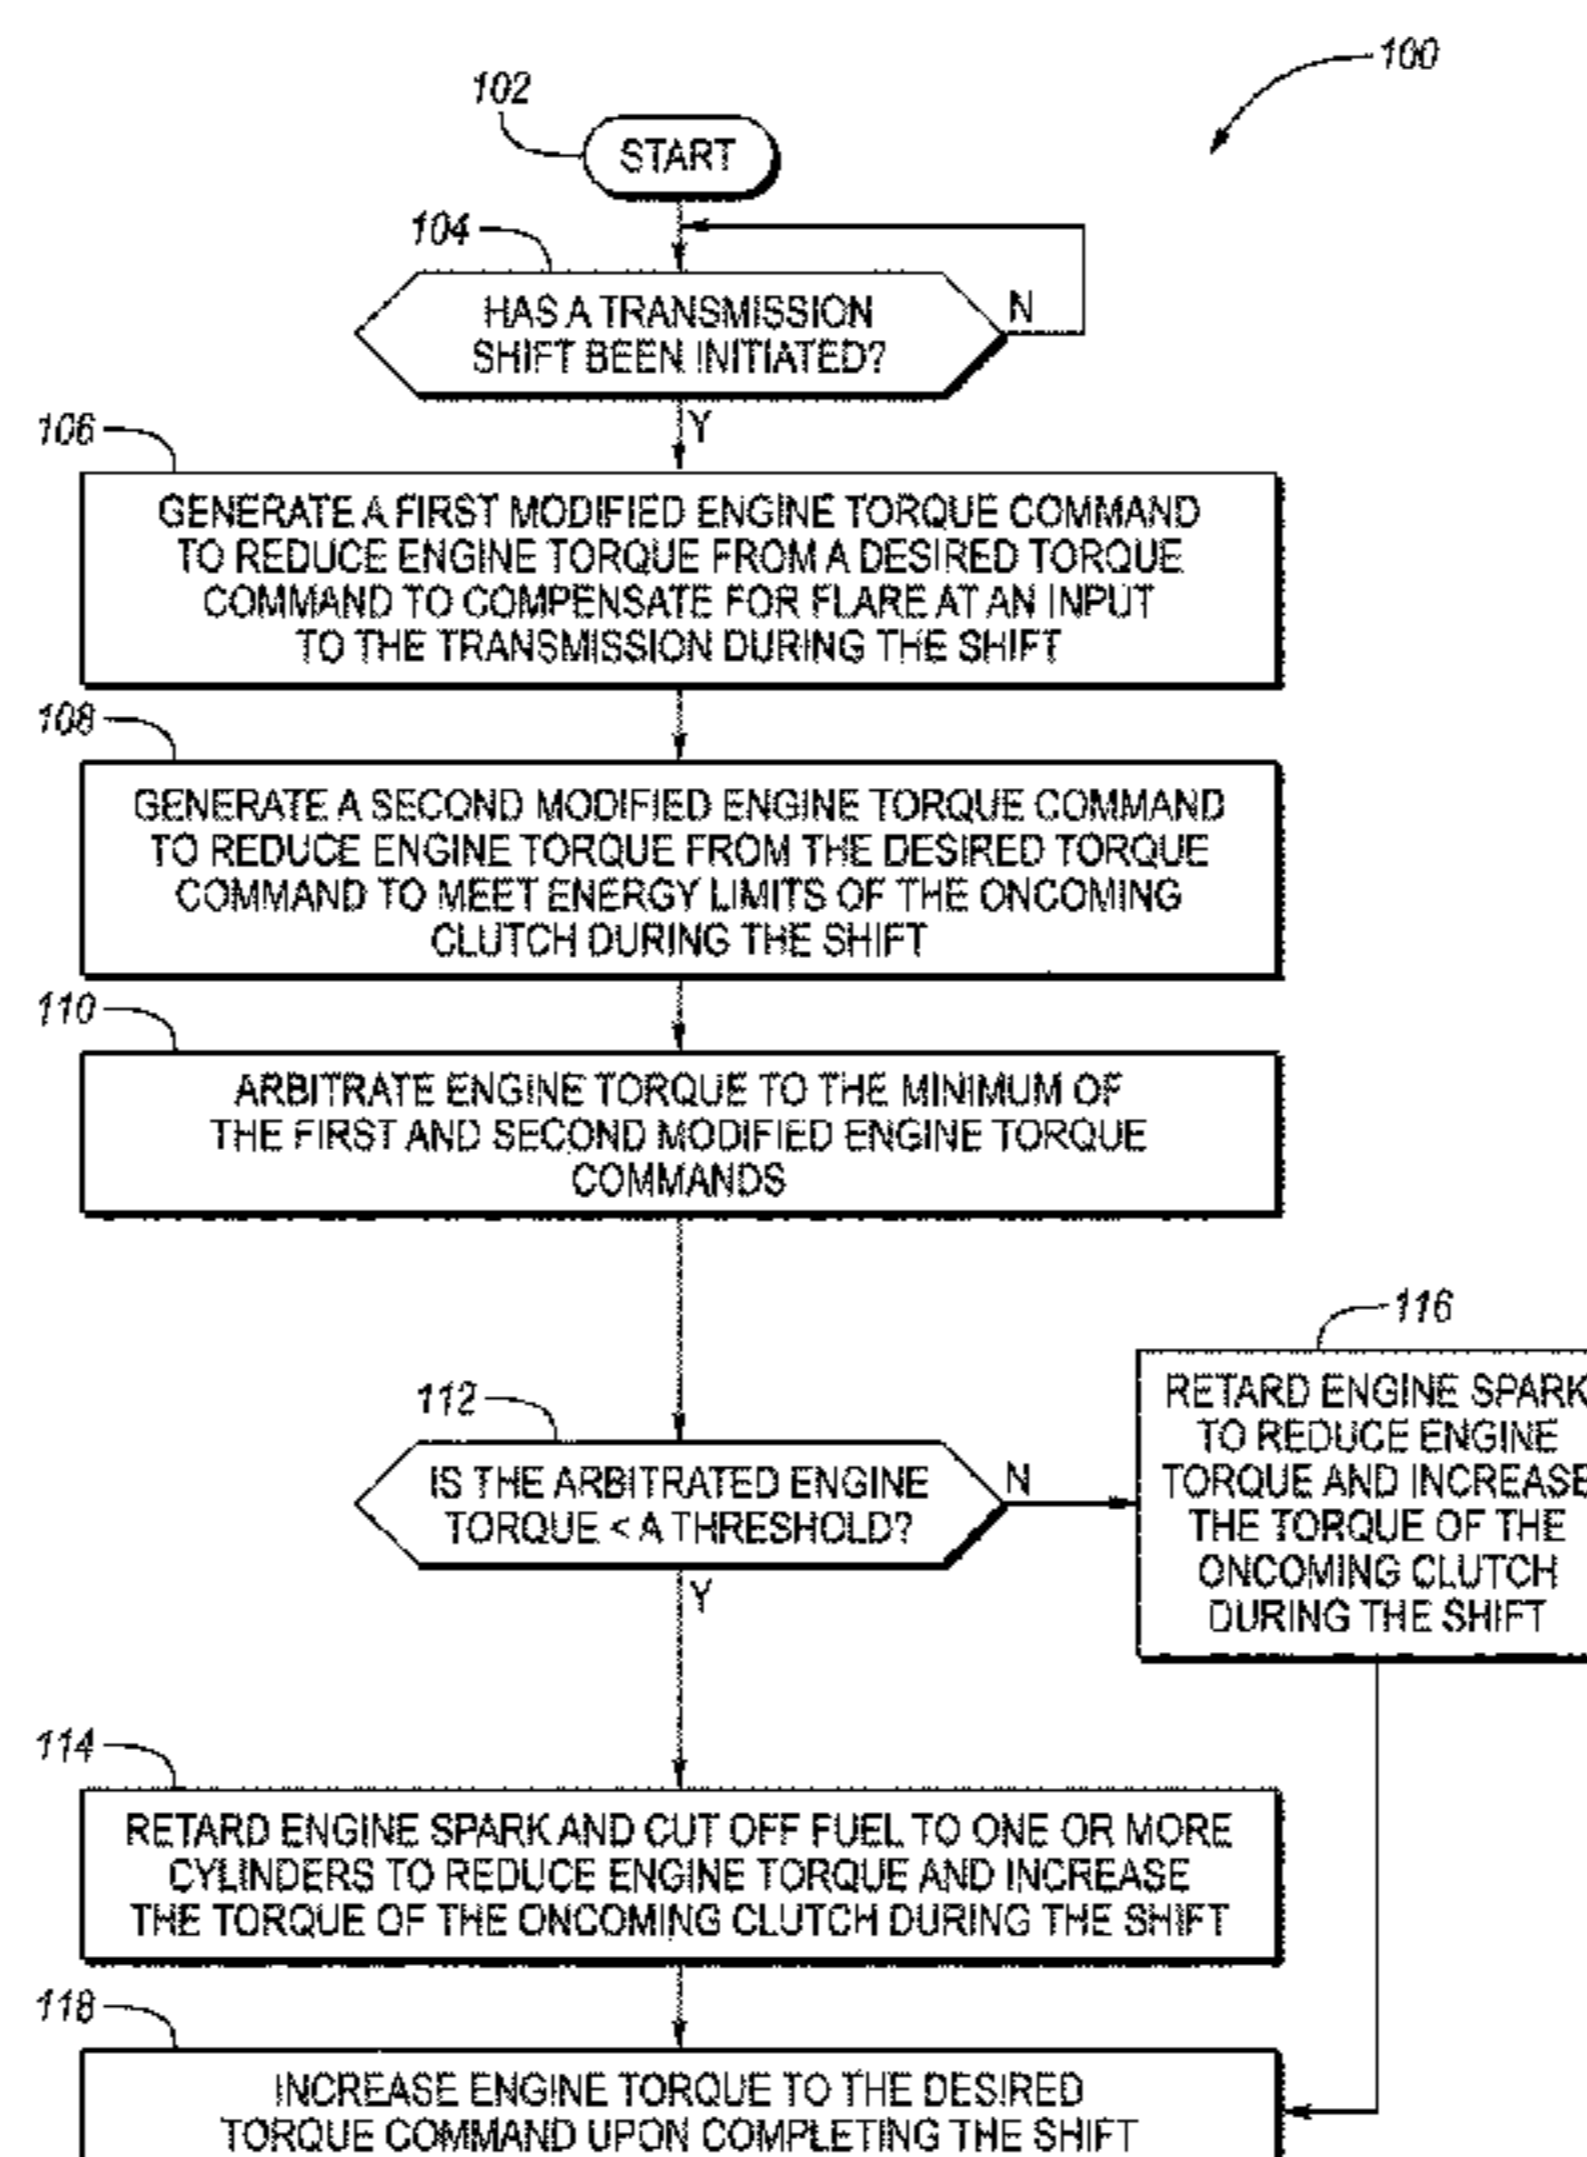 100
102
START
104
HAS A TRANSMISSION
SHIFT BEEN INITIATED?
N
Y
106
GENERATE A FIRST MODIFIED ENGINE TORQUE COMMAND
TO REDUCE ENGINE TORQUE FROM A DESIRED TORQUE
COMMAND TO COMPENSATE FOR FLARE AT AN INPUT
TO THE TRANSMISSION DURING THE SHIFT
108
GENERATE A SECOND MODIFIED ENGINE TORQUE COMMAND
TO REDUCE ENGINE TORQUE FROM THE DESIRED TORQUE
COMMAND TO MEET ENERGY LIMITS OF THE ONCOMING
CLUTCH DURING THE SHIFT
110
ARBITRATE ENGINE TORQUE TO THE MINIMUM OF
THE FIRST AND SECOND MODIFIED ENGINE TORQUE
COMMANDS
112
IS THE ARBITRATED ENGINE
TORQUE < A THRESHOLD?
N
Y
116
RETARD ENGINE SPARK
TO REDUCE ENGINE
TORQUE AND INCREASE
THE TORQUE OF THE
ONCOMING CLUTCH
DURING THE SHIFT
114
RETARD ENGINE SPARK AND CUT OFF FUEL TO ONE OR MORE
CYLINDERS TO REDUCE ENGINE TORQUE AND INCREASE
THE TORQUE OF THE ONCOMING CLUTCH DURING THE SHIFT
118
INCREASE ENGINE TORQUE TO THE DESIRED
TORQUE COMMAND UPON COMPLETING THE SHIFT